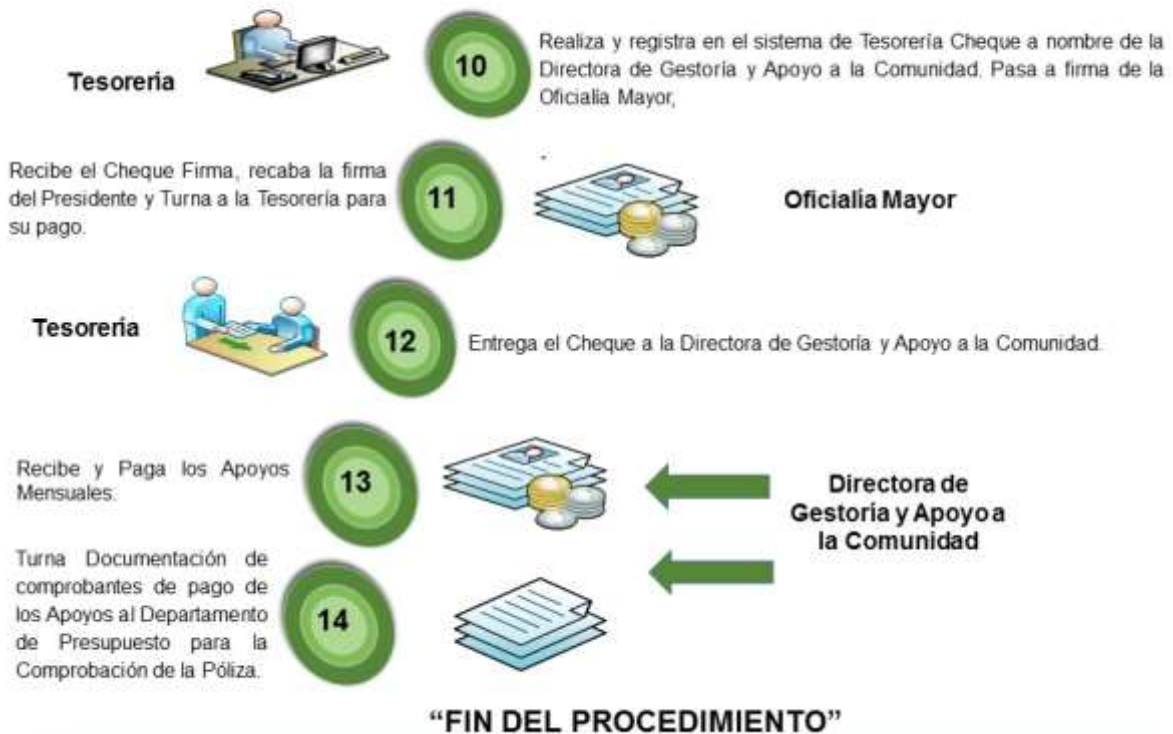 Tesorería
10
Realiza y registra en el sistema de Tesorería Cheque a nombre de la
Directora de Gestoría y Apoyo a la Comunidad. Pasa a firma de la
Oficialía Mayor,
Recibe el Cheque Firma, recaba la firma
del Presidente y Turna a la Tesorería para
su pago.
11
Oficialía Mayor
Tesorería
12
Entrega el Cheque a la Directora de Gestoría y Apoyo a la Comunidad.
Recibe y Paga los Apoyos
Mensuales.
13
Directora de
Gestoría y Apoyo a
la Comunidad
Turna Documentación de
comprobantes de pago de
los Apoyos al Departamento
de Presupuesto para la
Comprobación de la Póliza.
14
“FIN DEL PROCEDIMIENTO”